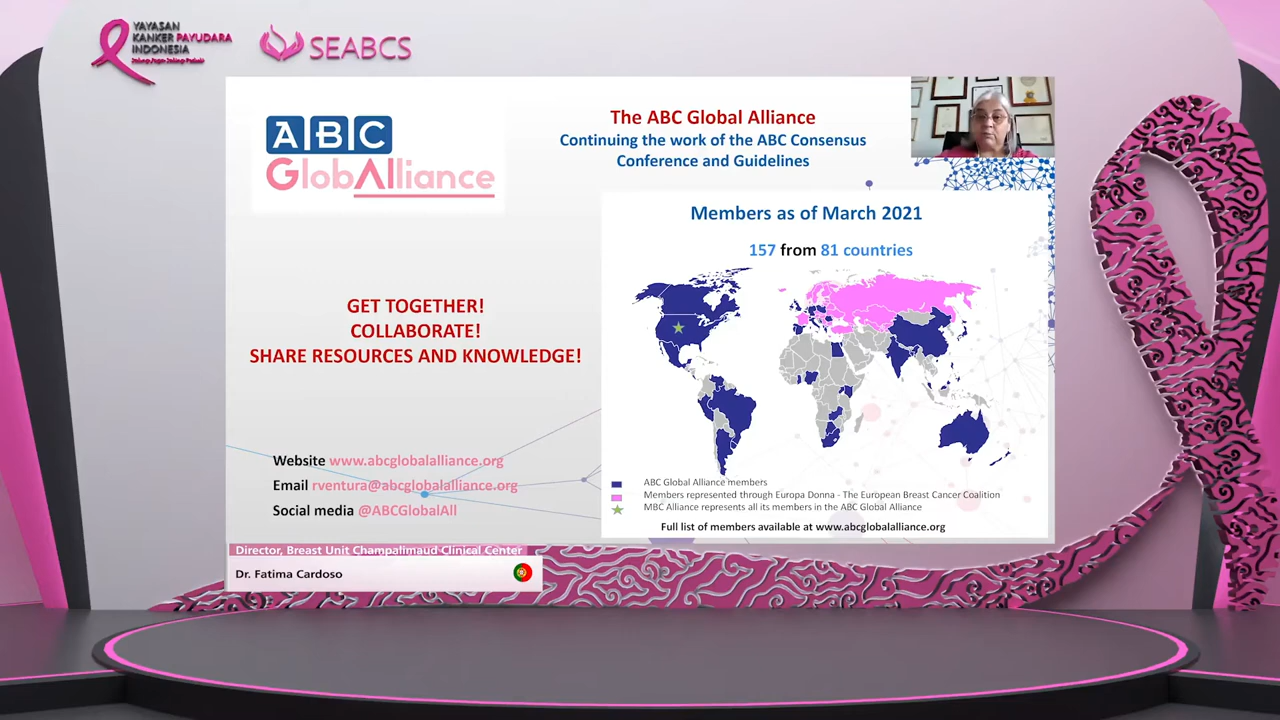 YAYASAN
KANKER PAYUDARA
INDONESIA
Saling Jaga Saling Peduli
SEABCS
ABC
GlobAlliance
The ABC Global Alliance
Continuing the work of the ABC Consensus
Conference and Guidelines
Members as of March 2021
157 from 81 countries
GET TOGETHER!
COLLABORATE!
SHARE RESOURCES AND KNOWLEDGE!
Website www.abcglobalalliance.org
Email rventura@abcglobalalliance.org
Social media @ABCGlobalAll
ABC Global Alliance members
Members represented through Europa Donna - The European Breast Cancer Coalition
MBC Alliance represents all its members in the ABC Global Alliance
Full list of members available at www.abcglobalalliance.org
Director, Breast Unit Champalimaud Clinical Center
Dr. Fatima Cardoso